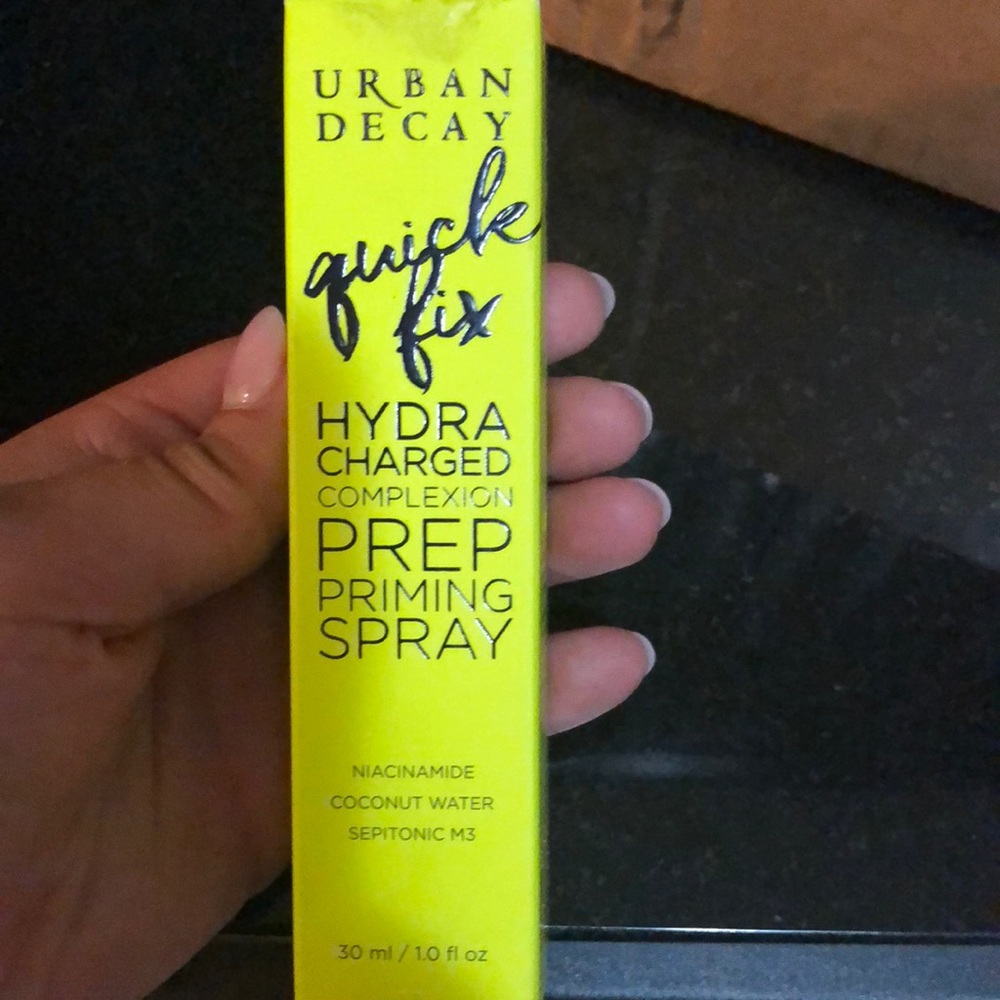 URBAN
DECAY
quick
fix
HYDRA
CHARGED
COMPLEXION
PREP
PRIMING
SPRAY
NIACINAMIDE
COCONUT WATER
SEPITONIC M3
30 ml / 1.0 fl oz